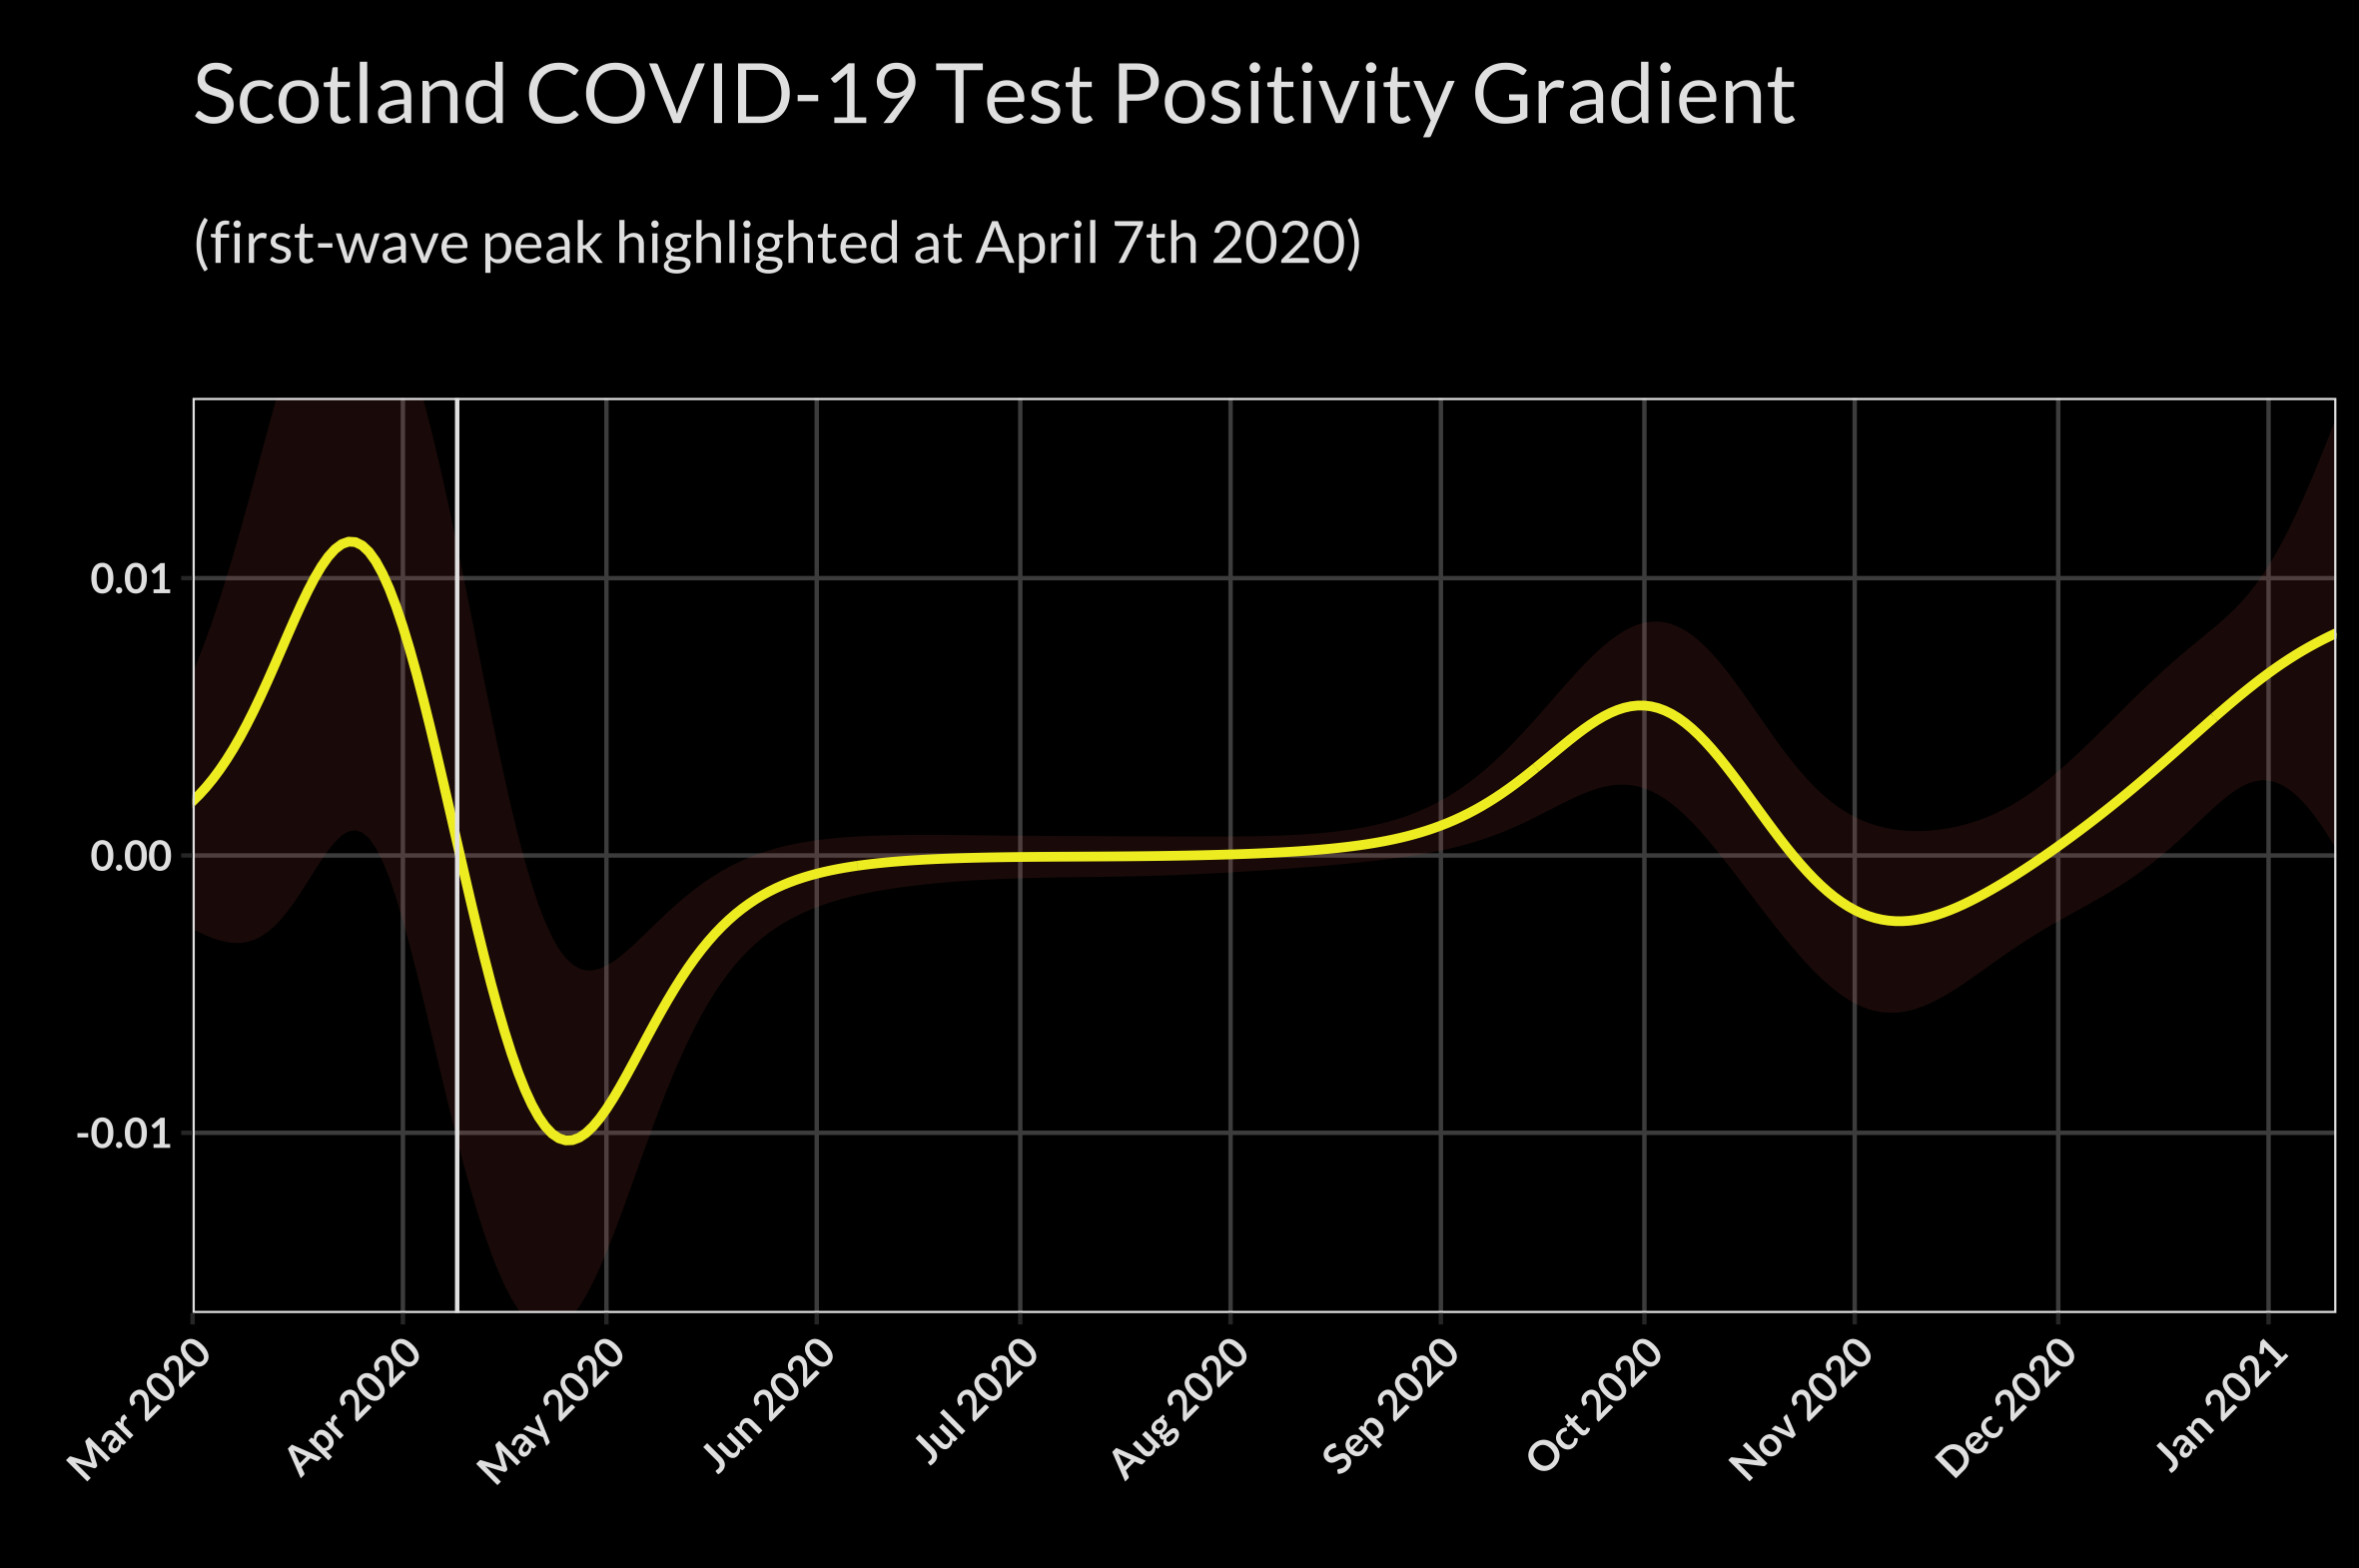 Scotland COVID-19 Test Positivity Gradient
(first-wave peak highlighted at April 7th 2020)
0.01
0.00
-0.01
Mar 2020
Apr 2020
May 2020
Jun 2020
Jul 2020
Aug 2020
Sep 2020
Oct 2020
Nov 2020
Dec 2020
Jan 2021